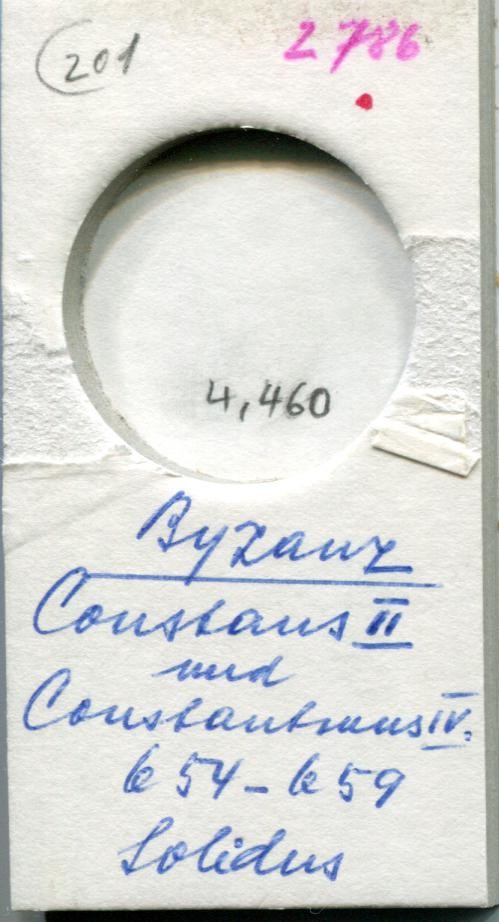 201
2786
4,460
Byzanz
Constans II
und
Constantinus IV.
654-659
Solidus